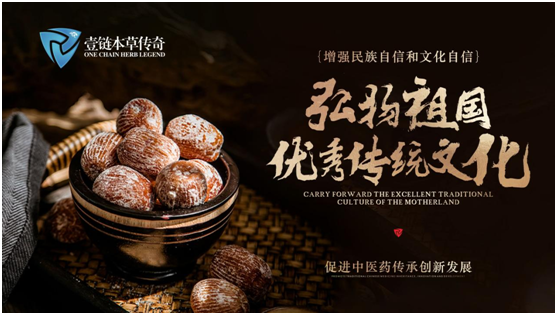 壹链本草传奇
ONE CHAIN HERB LEGEND
{增强民族自信和文化自信}
弘扬祖国
优秀传统文化
CARRY FORWARD THE EXCELLENT TRADITIONAL
CULTURE OF THE MOTHERLAND
促进中医药传承创新发展